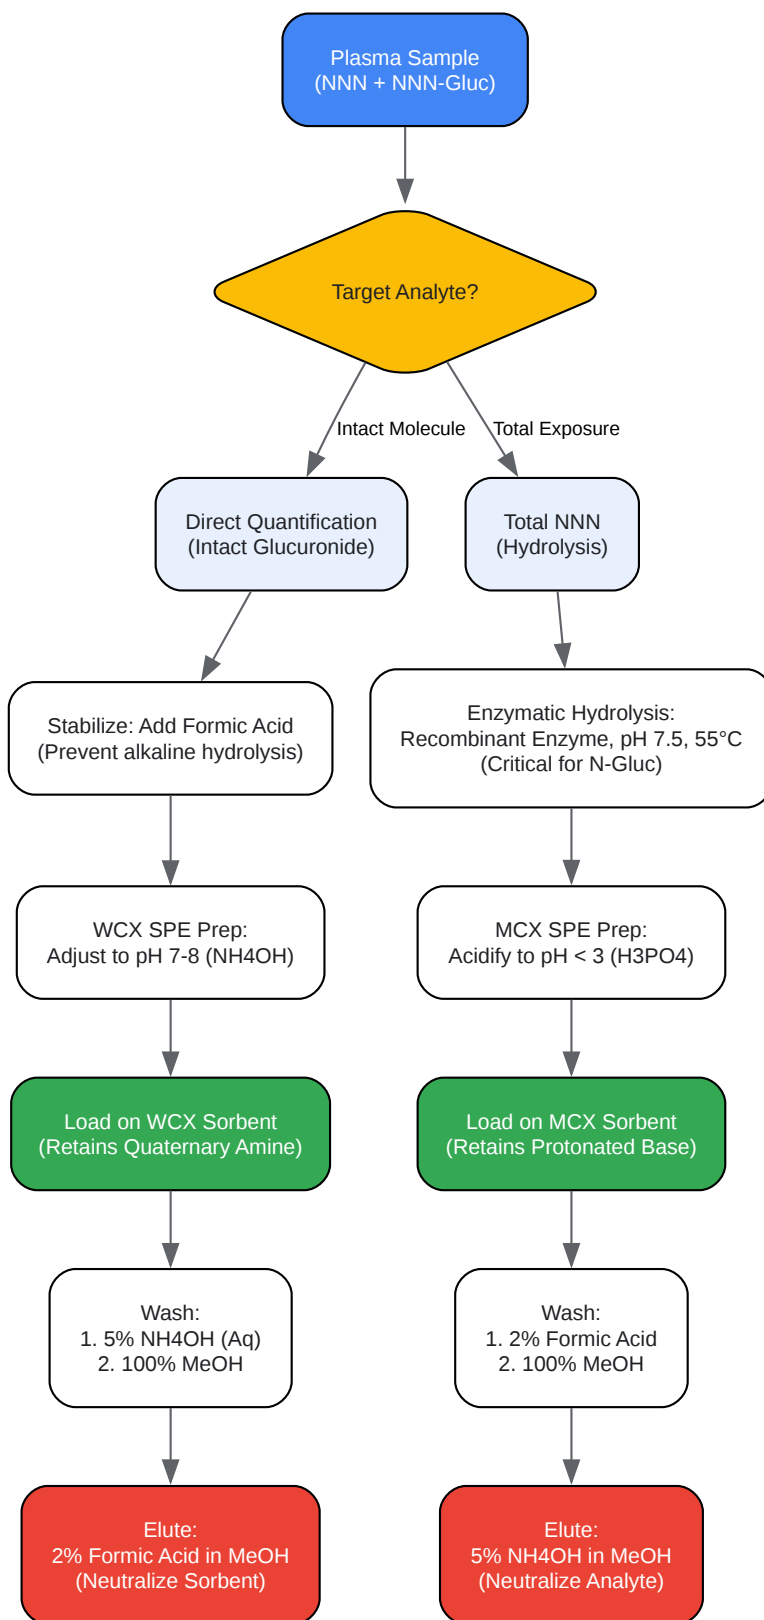 Plasma Sample
(NNN + NNN-Gluc)
Target Analyte?
Intact Molecule
Total Exposure
Direct Quantification
(Intact Glucuronide)
Total NNN
(Hydrolysis)
Stabilize: Add Formic Acid
(Prevent alkaline hydrolysis)
Enzymatic Hydrolysis:
Recombinant Enzyme, pH 7.5, 55°C
(Critical for N-Gluc)
WCX SPE Prep:
Adjust to pH 7-8 (NH4OH)
MCX SPE Prep:
Acidify to pH < 3 (H3PO4)
Load on WCX Sorbent
(Retains Quaternary Amine)
Load on MCX Sorbent
(Retains Protonated Base)
Wash:
1. 5% NH4OH (Aq)
2. 100% MeOH
Wash:
1. 2% Formic Acid
2. 100% MeOH
Elute:
2% Formic Acid in MeOH
(Neutralize Sorbent)
Elute:
5% NH4OH in MeOH
(Neutralize Analyte)